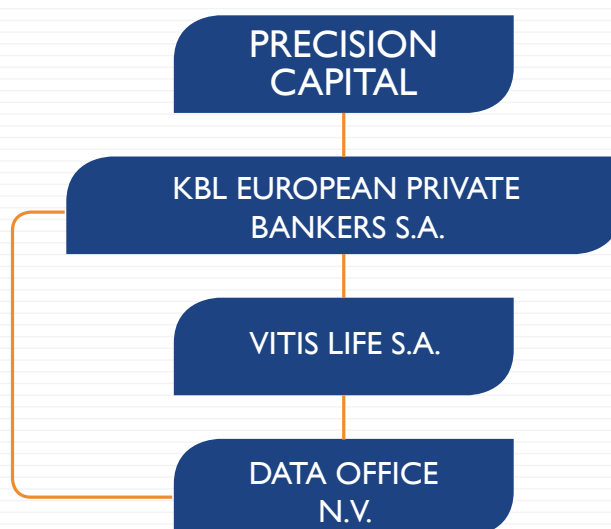 PRECISION
CAPITAL
KBL EUROPEAN PRIVATE
BANKERS S.A.
VITIS LIFE S.A.
DATA OFFICE
N.V.